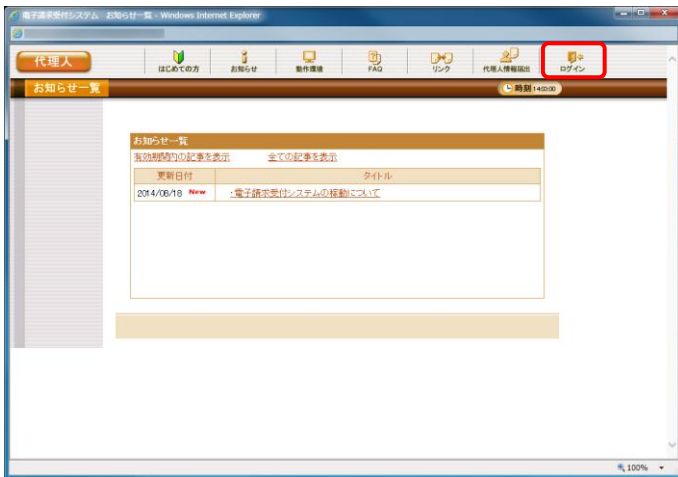 電子請求受付システム お知らせ一覧 - Windows Internet Explorer
代理人
はじめての方 お知らせ 動作環境 FAQ リンク 代理人情報届出 ログイン
お知らせ一覧 時刻 14:00:00
お知らせ一覧
有効期間内の記事を表示 全ての記事を表示
更新日付 タイトル
2014/08/18 New ・電子請求受付システムの稼動について
100%